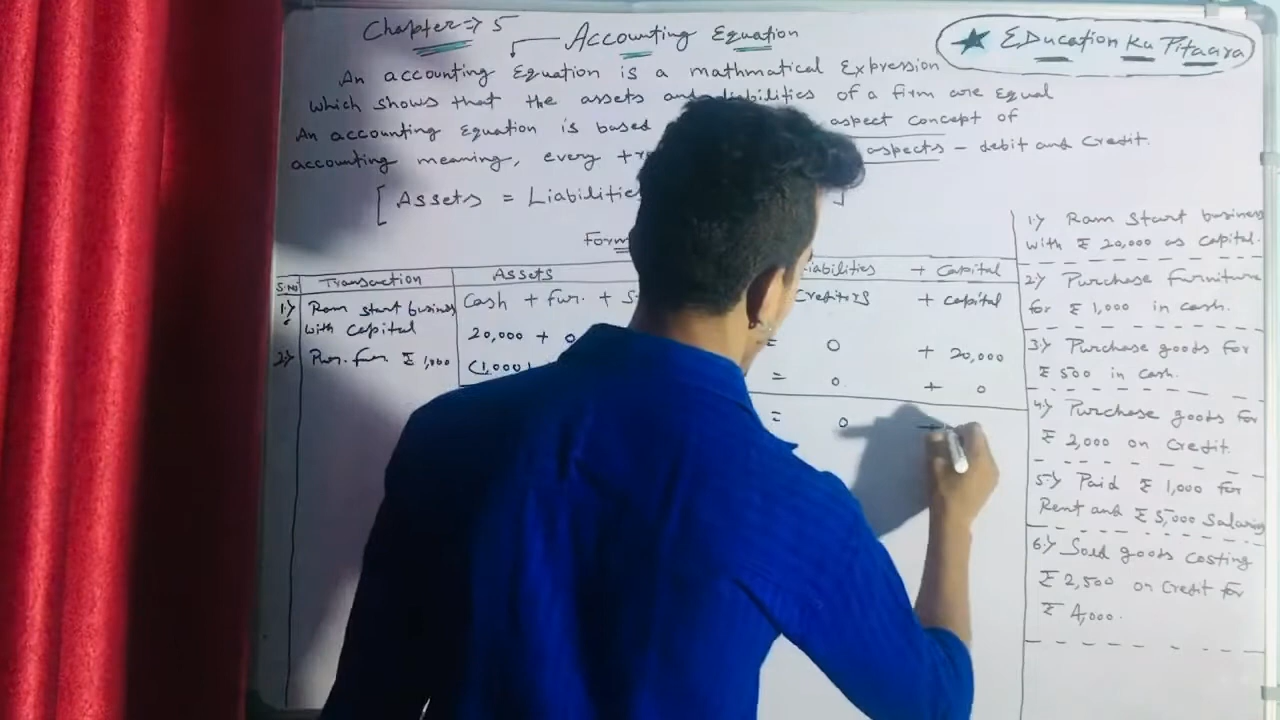 Chapter => 5
Accounting Equation
★ EDucation Ka Pitaara
An accounting Equation is a mathmatical Expression
which shows that the assets and liabilities of a firm are Equal
An accounting Equation is based aspect concept of
accounting meaning, every aspects - debit and credit.
[ Assets = Liabilities ]
S.No Transaction Assets Liabilities + Capital
1.) Ram start business Cash + Fur. + S Creditors + capital
with capital 20,000 + 0 = 0 + 20,000
2.) Pur. fur ₹ 1,000 (1,000) = 0 + 0
= 0
1.) Ram Start business
with ₹ 20,000 as capital.
2.) Purchase Furniture
for ₹ 1,000 in cash.
3.) Purchase goods for
₹ 500 in cash.
4.) Purchase goods for
₹ 2,000 on Credit.
5.) Paid ₹ 1,000 for
Rent and ₹ 5,000 Salaries
6.) Sold goods costing
₹ 2,500 on Credit for
₹ 4,000.